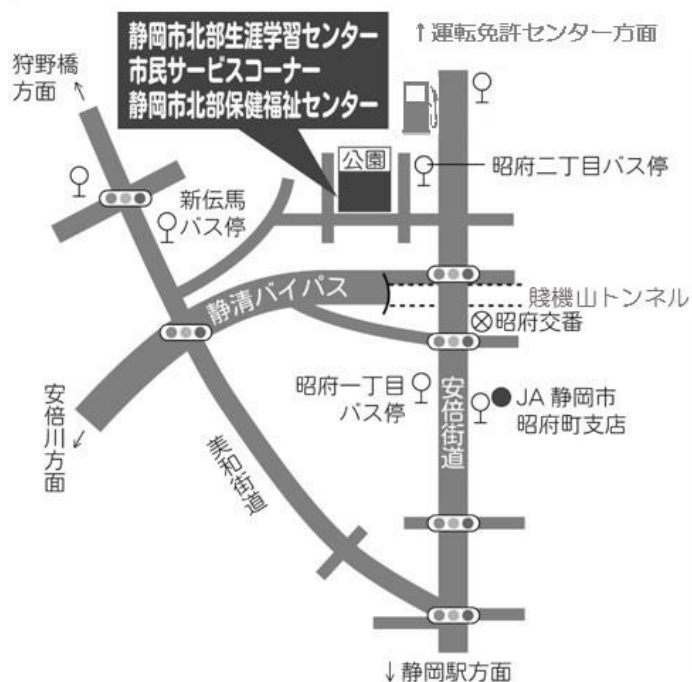 静岡市北部生涯学習センター
市民サービスコーナー
静岡市北部保健福祉センター
↑運転免許センター方面
狩野橋
方面
公園
昭府二丁目バス停
新伝馬
バス停
静清バイパス
賤機山トンネル
昭府交番
昭府一丁目
バス停
安倍街道
JA 静岡市
昭府町支店
安倍川方面
美和街道
↓静岡駅方面